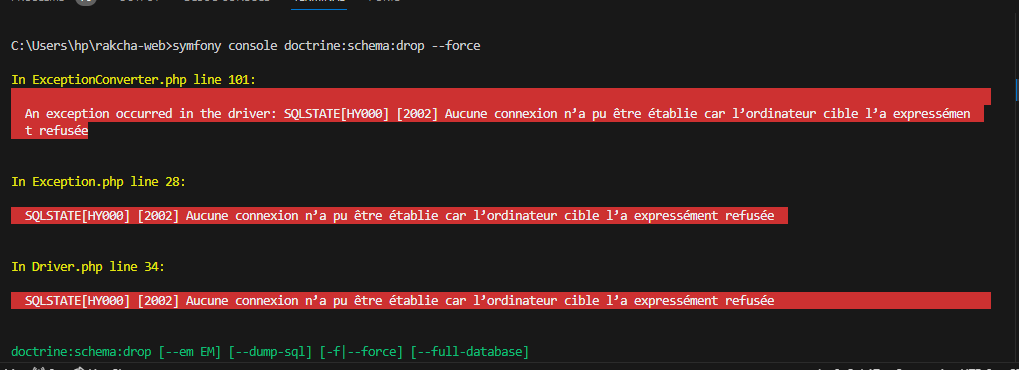 C:\Users\hp\rakcha-web>symfony console doctrine:schema:drop --force
In ExceptionConverter.php line 101:
An exception occurred in the driver: SQLSTATE[HY000] [2002] Aucune connexion n’a pu être établie car l’ordinateur cible l’a expressémen
t refusée
In Exception.php line 28:
SQLSTATE[HY000] [2002] Aucune connexion n’a pu être établie car l’ordinateur cible l’a expressément refusée
In Driver.php line 34:
SQLSTATE[HY000] [2002] Aucune connexion n’a pu être établie car l’ordinateur cible l’a expressément refusée
doctrine:schema:drop [--em EM] [--dump-sql] [-f|--force] [--full-database]